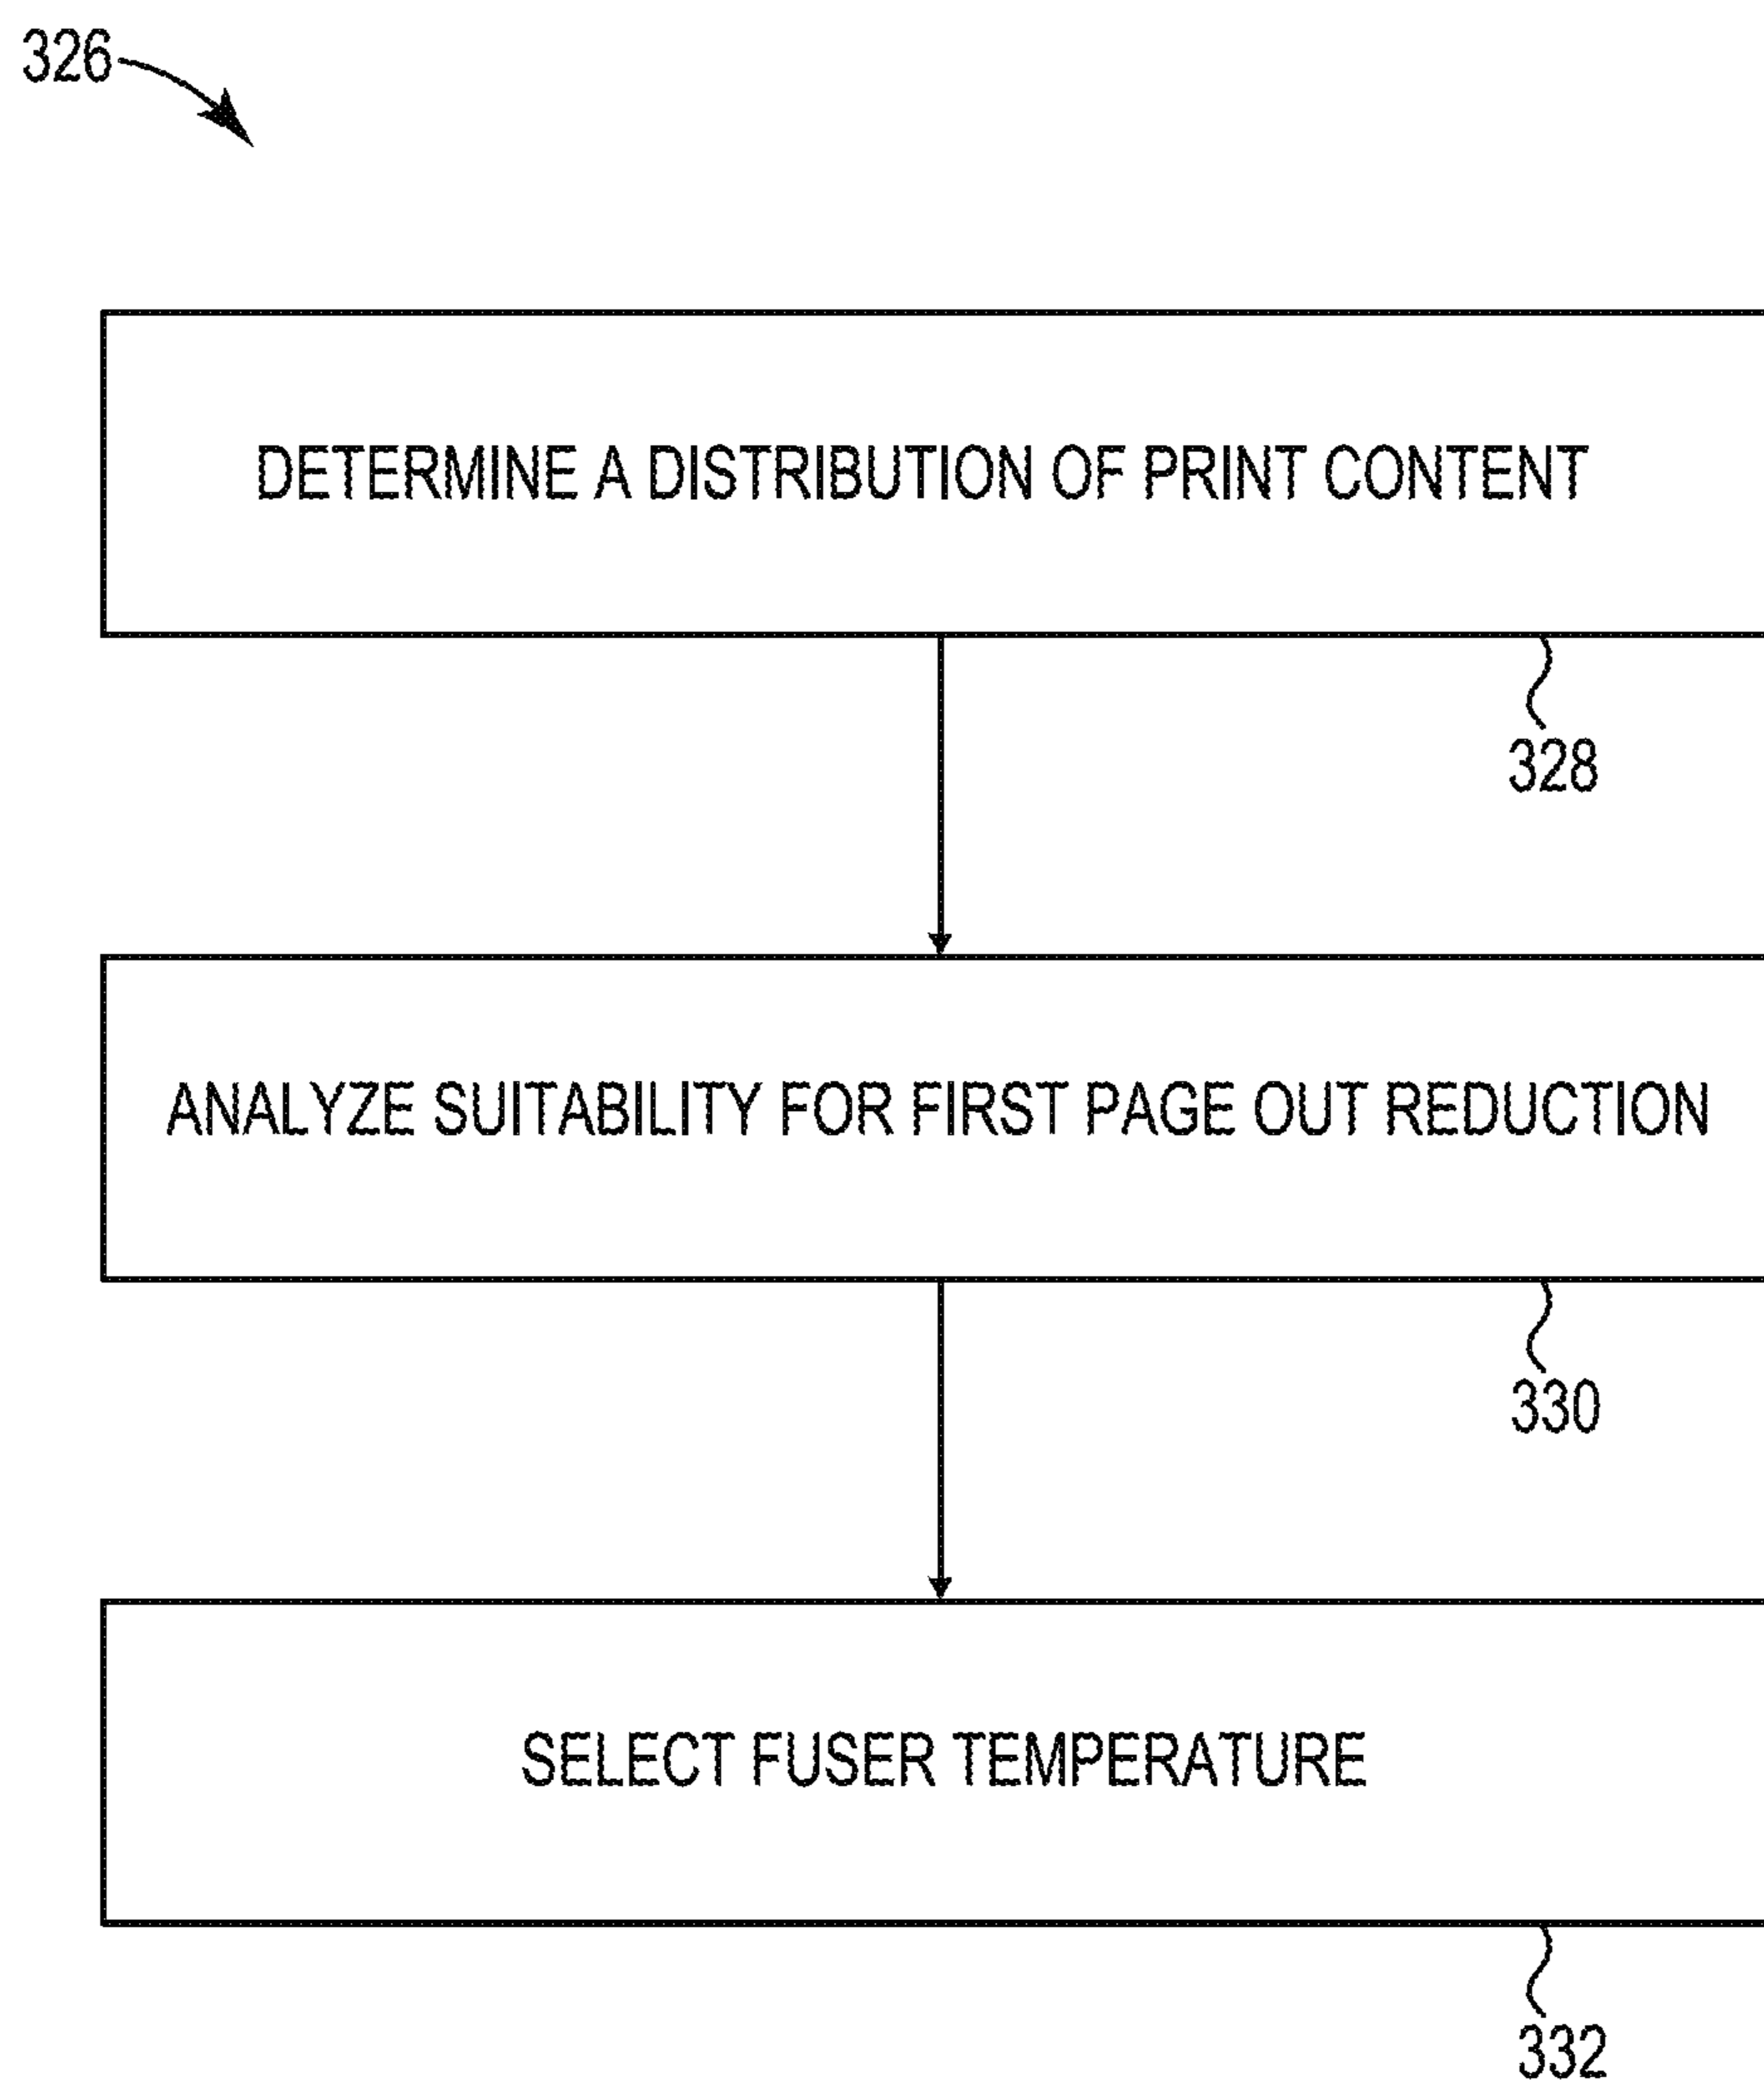 326
DETERMINE A DISTRIBUTION OF PRINT CONTENT
328
ANALYZE SUITABILITY FOR FIRST PAGE OUT REDUCTION
330
SELECT FUSER TEMPERATURE
332